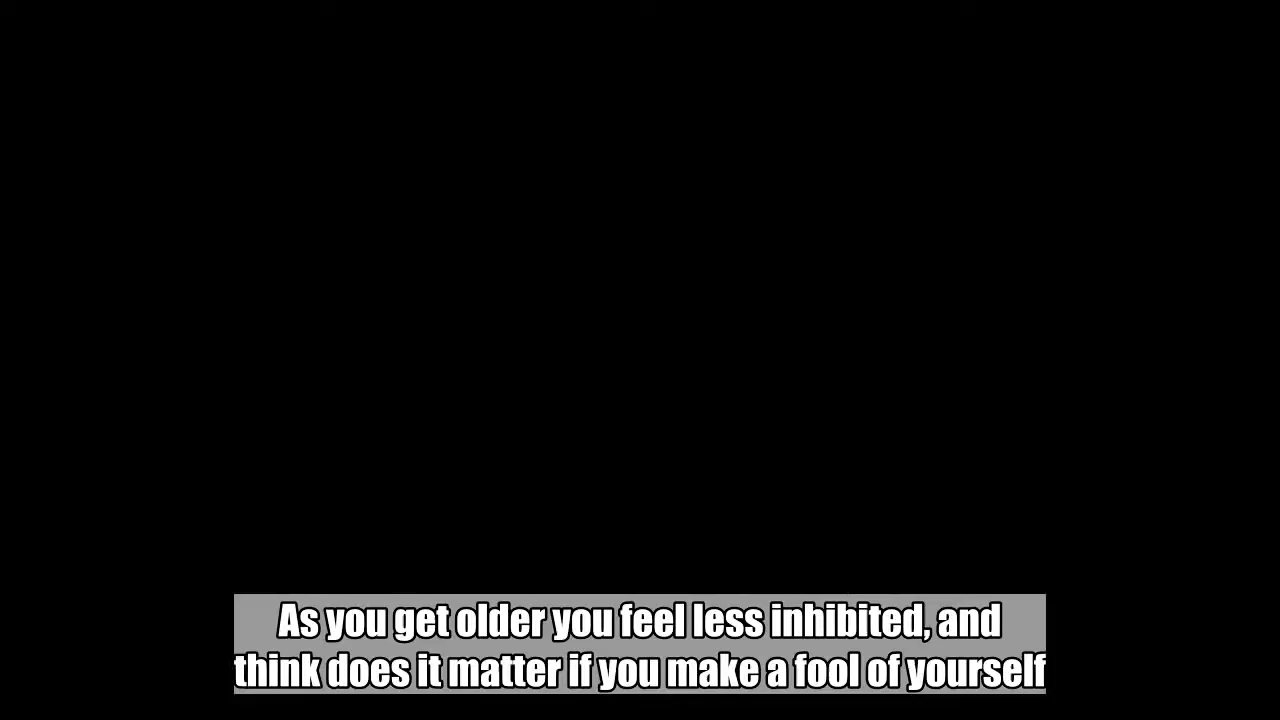 As you get older you feel less inhibited, and
think does it matter if you make a fool of yourself